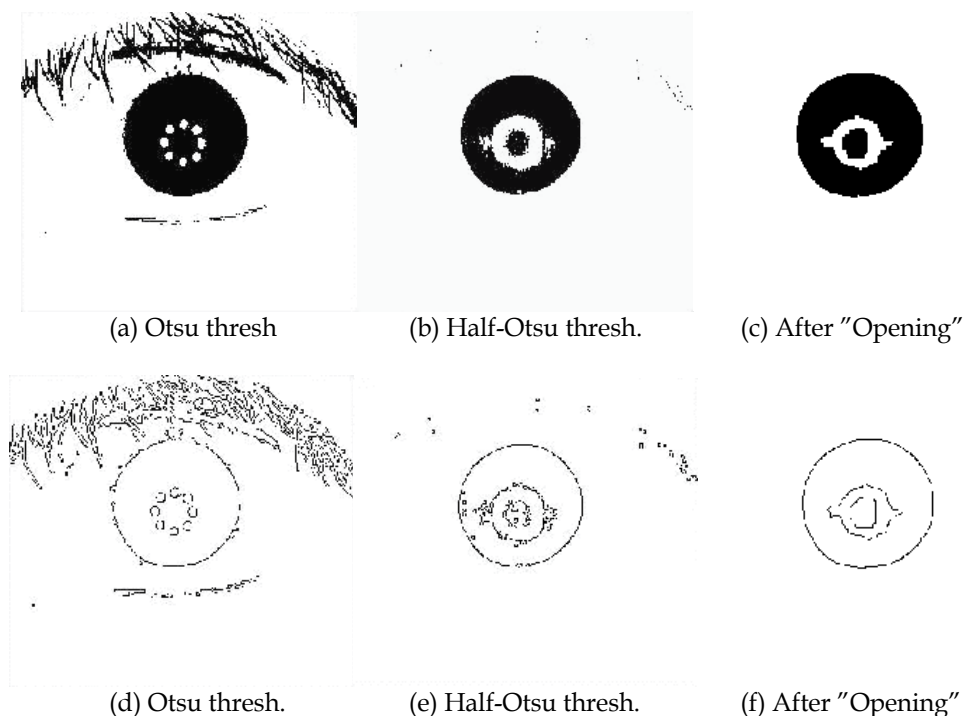 (a) Otsu thresh
(b) Half-Otsu thresh.
(c) After ”Opening”
(d) Otsu thresh.
(e) Half-Otsu thresh.
(f) After ”Opening”